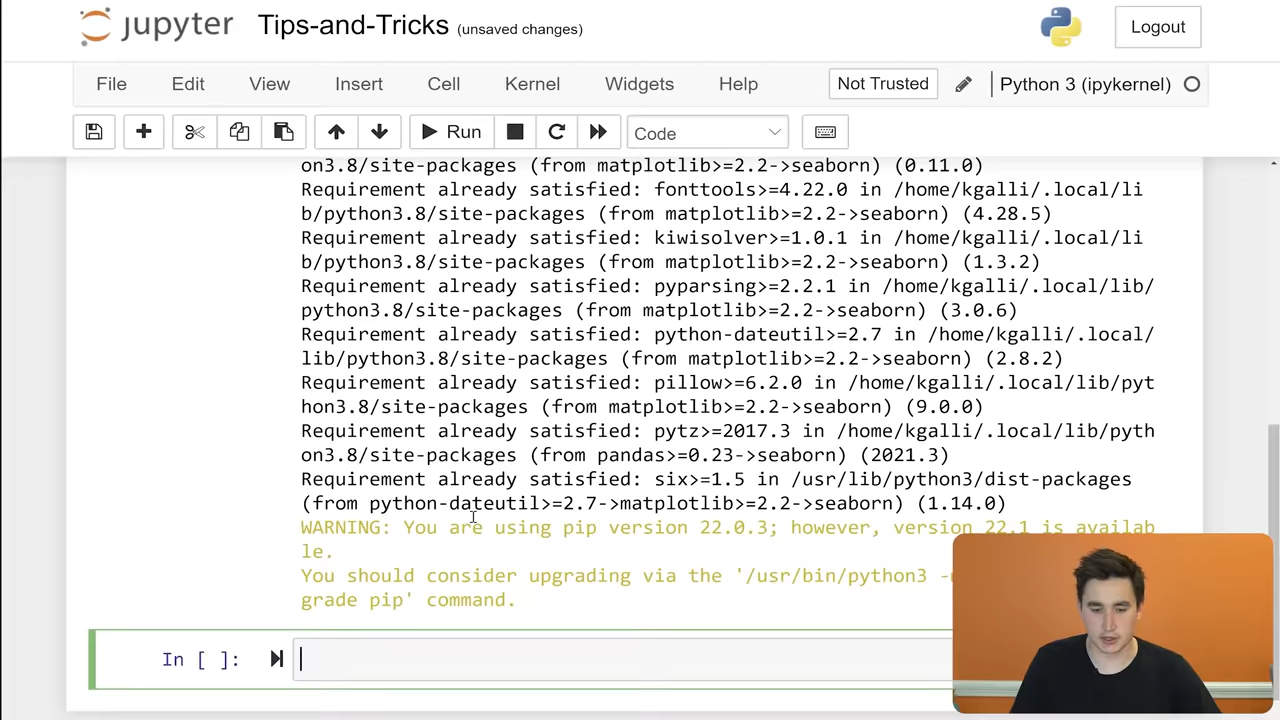 jupyter Tips-and-Tricks (unsaved changes) Logout
File Edit View Insert Cell Kernel Widgets Help Not Trusted Python 3 (ipykernel)
Run Code
on3.8/site-packages (from matplotlib>=2.2->seaborn) (0.11.0)
Requirement already satisfied: fonttools>=4.22.0 in /home/kgalli/.local/li
b/python3.8/site-packages (from matplotlib>=2.2->seaborn) (4.28.5)
Requirement already satisfied: kiwisolver>=1.0.1 in /home/kgalli/.local/li
b/python3.8/site-packages (from matplotlib>=2.2->seaborn) (1.3.2)
Requirement already satisfied: pyparsing>=2.2.1 in /home/kgalli/.local/lib/
python3.8/site-packages (from matplotlib>=2.2->seaborn) (3.0.6)
Requirement already satisfied: python-dateutil>=2.7 in /home/kgalli/.local/
lib/python3.8/site-packages (from matplotlib>=2.2->seaborn) (2.8.2)
Requirement already satisfied: pillow>=6.2.0 in /home/kgalli/.local/lib/pyt
hon3.8/site-packages (from matplotlib>=2.2->seaborn) (9.0.0)
Requirement already satisfied: pytz>=2017.3 in /home/kgalli/.local/lib/pyth
on3.8/site-packages (from pandas>=0.23->seaborn) (2021.3)
Requirement already satisfied: six>=1.5 in /usr/lib/python3/dist-packages
(from python-dateutil>=2.7->matplotlib>=2.2->seaborn) (1.14.0)
WARNING: You are using pip version 22.0.3; however, version 22.1 is availab
le.
You should consider upgrading via the '/usr/bin/python3 -
grade pip' command.
In [ ]: